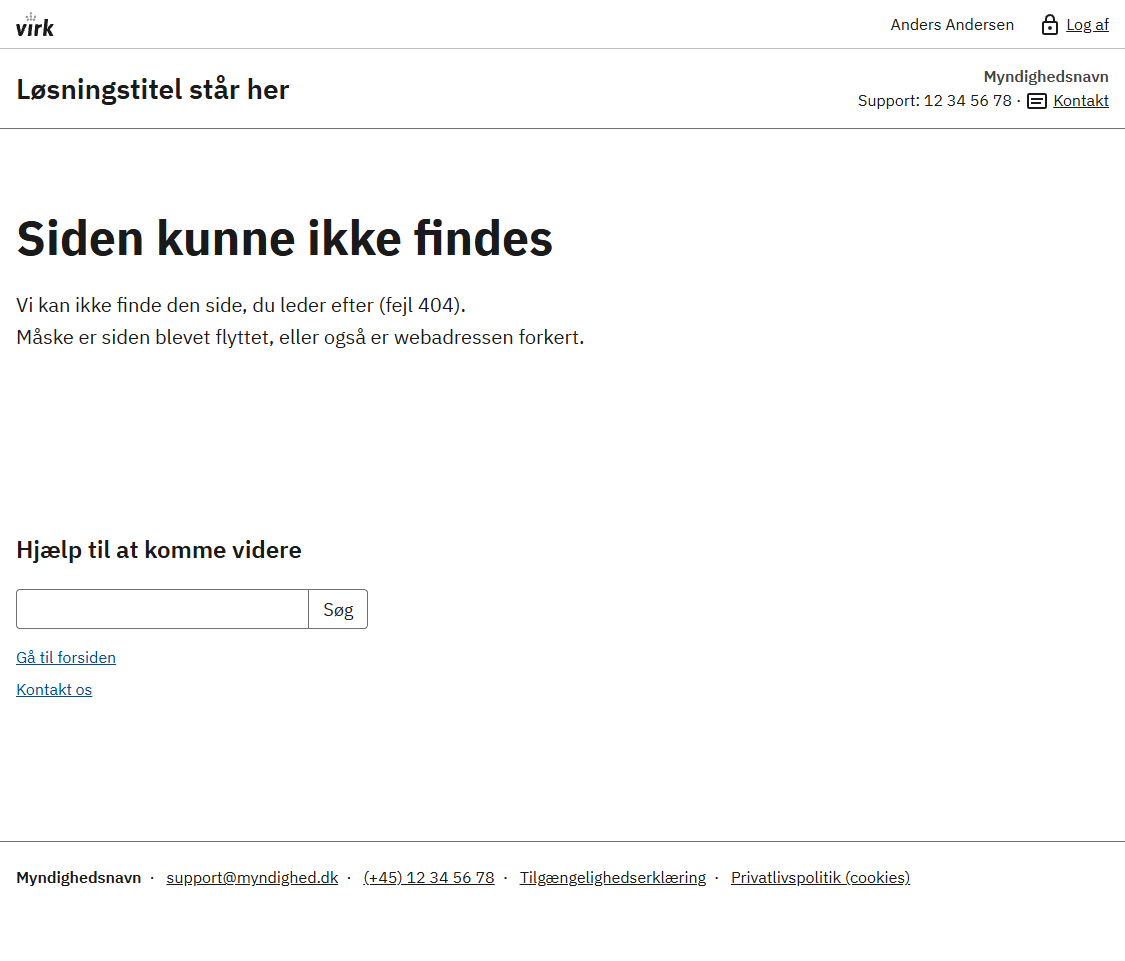 virk
Anders Andersen
Log af
Løsningstitel står her
Myndighedsnavn
Support: 12 34 56 78 · Kontakt
Siden kunne ikke findes
Vi kan ikke finde den side, du leder efter (fejl 404).
Måske er siden blevet flyttet, eller også er webadressen forkert.
Hjælp til at komme videre
Søg
Gå til forsiden
Kontakt os
Myndighedsnavn · support@myndighed.dk · (+45) 12 34 56 78 · Tilgængelighedserklæring · Privatlivspolitik (cookies)